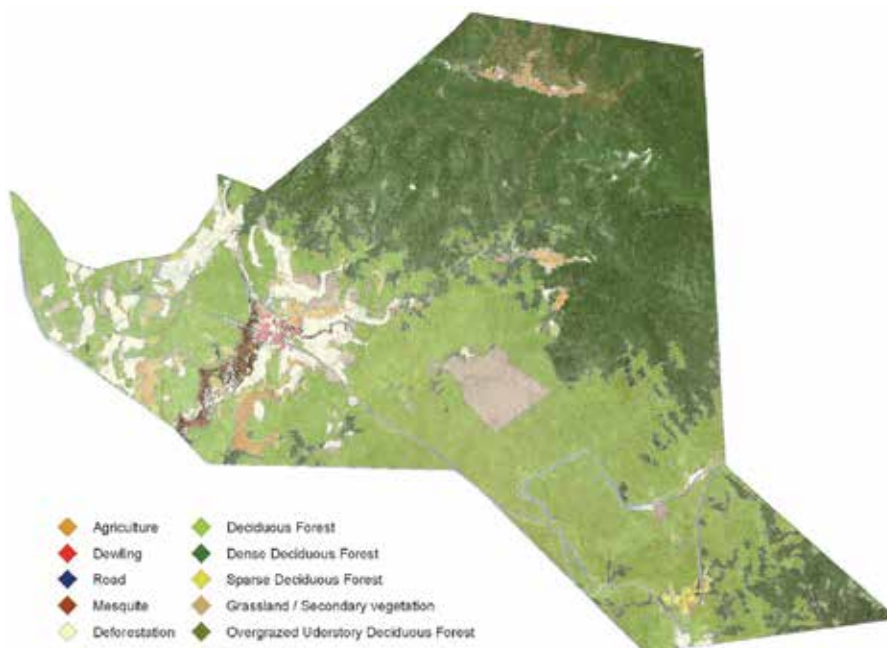 Agriculture
Dewlling
Road
Mesquite
Deforestation
Deciduous Forest
Dense Deciduous Forest
Sparse Deciduous Forest
Grassland / Secondary vegetation
Overgrazed Uderstory Deciduous Forest